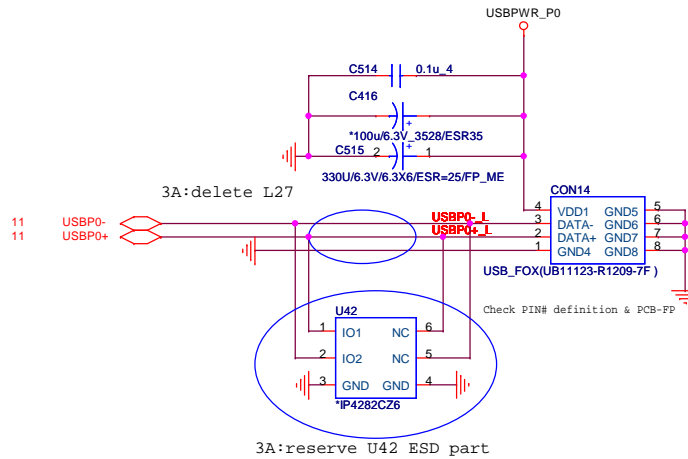 USBPWR_P0
C514 0.1u_4
C416
*100u/6.3V_3528/ESR35
C515 2 1
330U/6.3V/6.3X6/ESR=25/FP_ME
3A:delete L27
CON14
11 USBP0- USBP0-_L 4 VDD1 GND5 5
11 USBP0+ USBP0+_L 3 DATA- GND6 6
2 DATA+ GND7 7
1 GND4 GND8 8
USB_FOX(UB11123-R1209-7F )
Check PIN# definition & PCB-FP
U42
1 IO1 NC 6
2 IO2 NC 5
3 GND GND 4
*IP4282CZ6
3A:reserve U42 ESD part